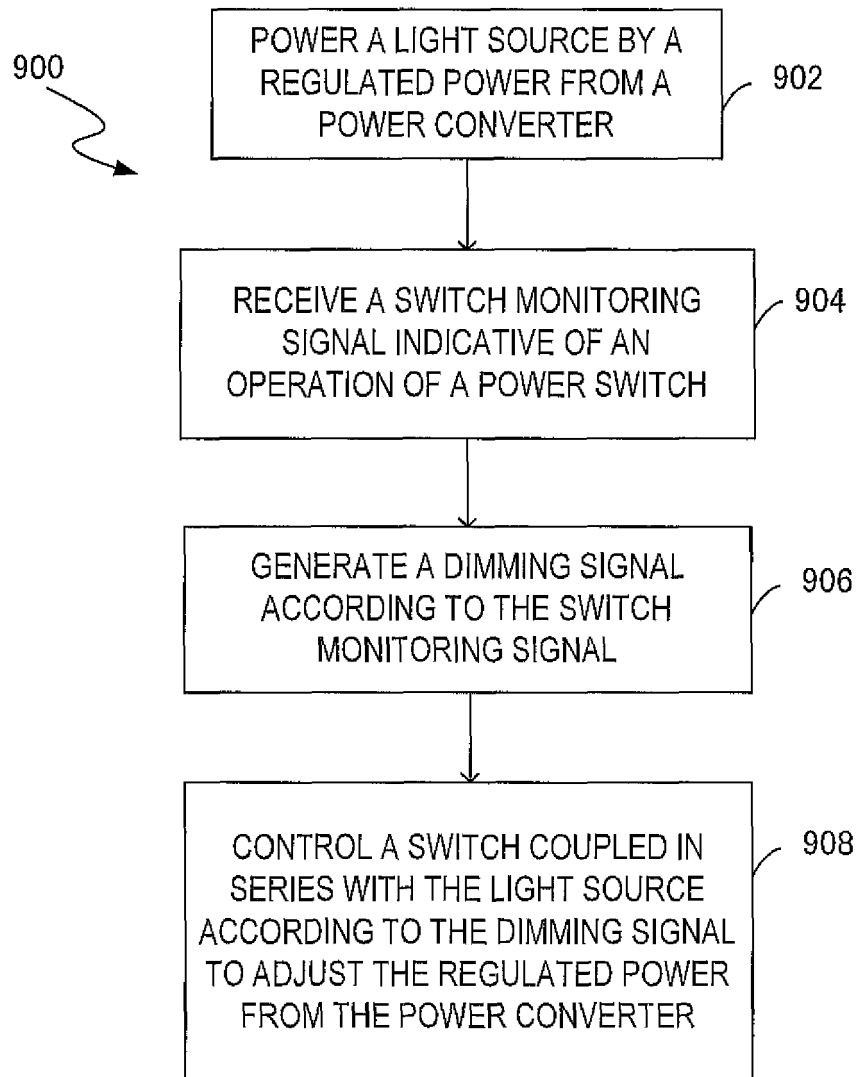 900
POWER A LIGHT SOURCE BY A
REGULATED POWER FROM A
POWER CONVERTER
902
RECEIVE A SWITCH MONITORING
SIGNAL INDICATIVE OF AN
OPERATION OF A POWER SWITCH
904
GENERATE A DIMMING SIGNAL
ACCORDING TO THE SWITCH
MONITORING SIGNAL
906
CONTROL A SWITCH COUPLED IN
SERIES WITH THE LIGHT SOURCE
ACCORDING TO THE DIMMING SIGNAL
TO ADJUST THE REGULATED POWER
FROM THE POWER CONVERTER
908